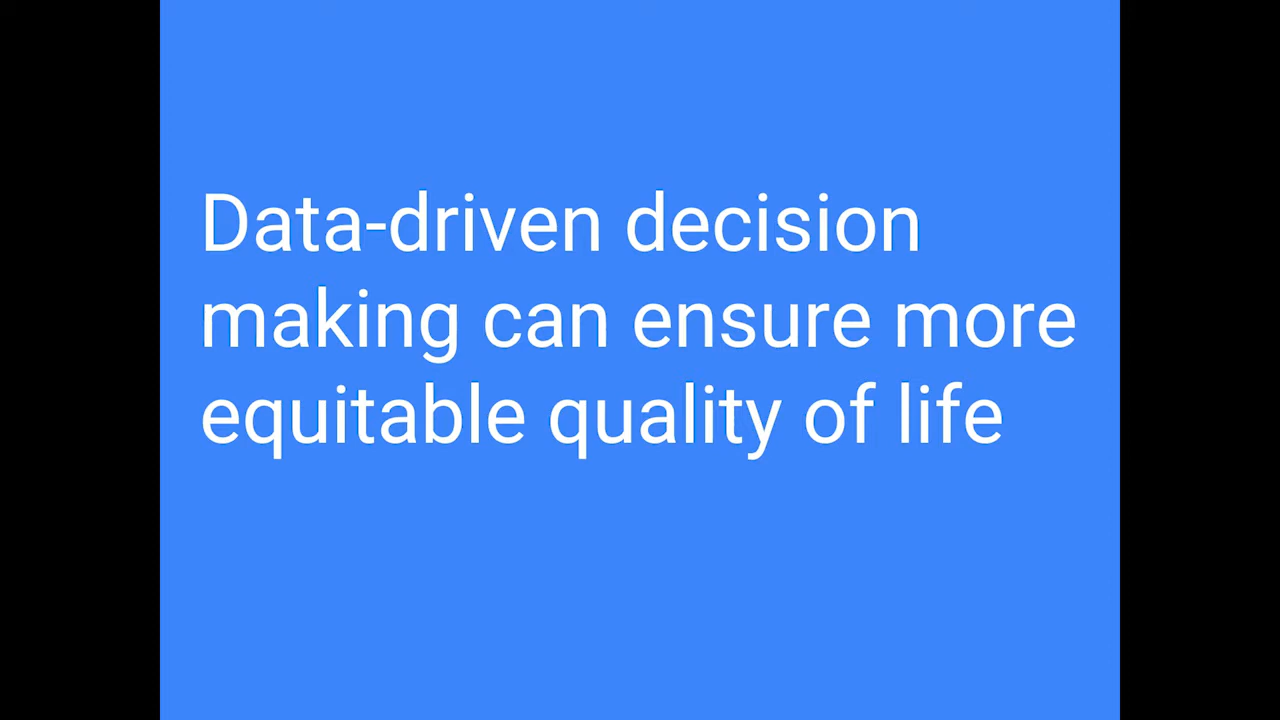 Data-driven decision
making can ensure more
equitable quality of life